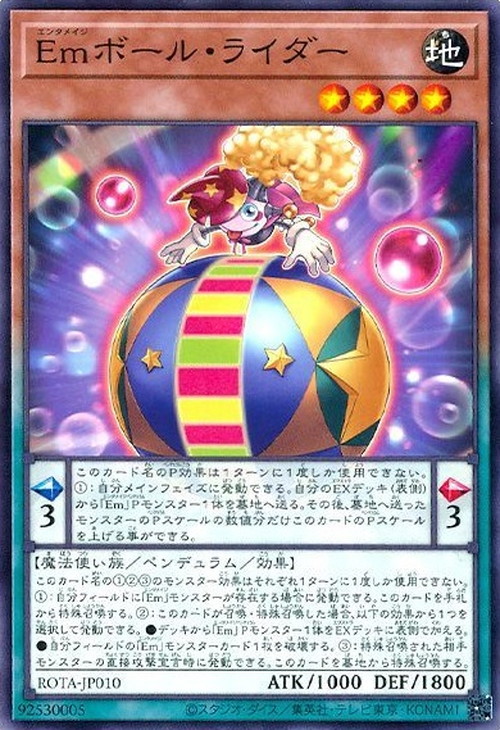 エンタメイジ
Emボール・ライダー
地
このカード名のP効果は1ターンに1度しか使用できない。
①:自分メインフェイズに発動できる。自分のEXデッキ(表側)
から「Em」Pモンスター1体を墓地へ送る。その後、墓地へ送った
モンスターのPスケールの数値分だけこのカードのPスケール
を上げる事ができる。
3
3
【魔法使い族/ペンデュラム/効果】
このカード名の①②③のモンスター効果はそれぞれ1ターンに1度しか使用できない。
①:自分フィールドに「Em」モンスターが存在する場合に発動できる。このカードを手札
から特殊召喚する。②:このカードが召喚・特殊召喚した場合、以下の効果から1つを
選択して発動できる。●デッキから「Em」Pモンスター1体をEXデッキに表側で加える。
●自分フィールドの「Em」モンスターカード1枚を破壊する。③:特殊召喚された相手
モンスターの直接攻撃宣言時に発動できる。このカードを墓地から特殊召喚する。
ROTA-JP010
ATK/1000 DEF/1800
92530005
©スタジオ・ダイス/集英社・テレビ東京・KONAMI